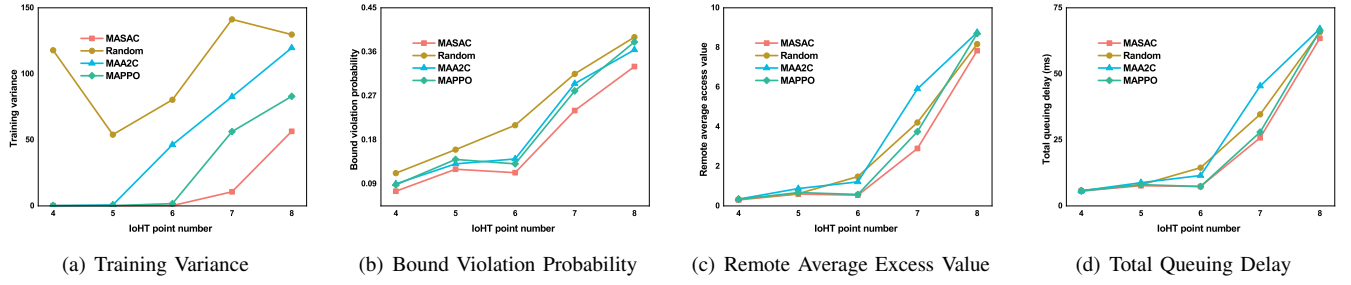 150
100
50
0
Training variance
MASAC
Random
MAA2C
MAPPO
4 5 6 7 8
IoHT point number
(a) Training Variance
0.45
0.36
0.27
0.18
0.09
Bound violation probability
MASAC
Random
MAA2C
MAPPO
4 5 6 7 8
IoHT point number
(b) Bound Violation Probability
10
8
6
4
2
0
Remote average access value
MASAC
Random
MAA2C
MAPPO
4 5 6 7 8
IoHT point number
(c) Remote Average Excess Value
75
50
25
0
Total queuing delay (ms)
MASAC
Random
MAA2C
MAPPO
4 5 6 7 8
IoHT point number
(d) Total Queuing Delay